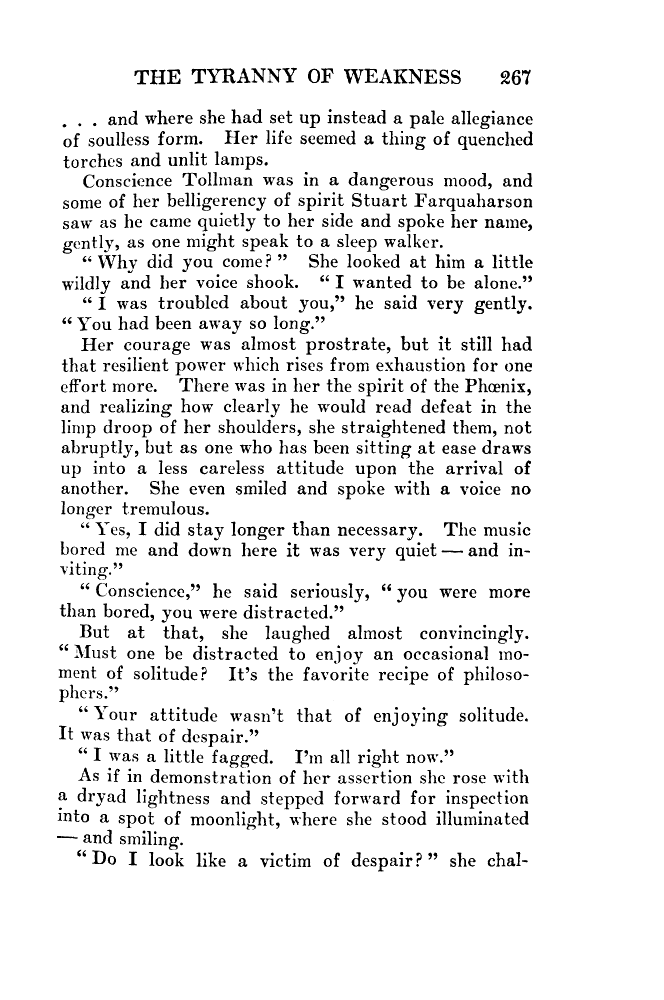 THE TYRANNY OF WEAKNESS 267
. . . and where she had set up instead a pale allegiance
of soulless form. Her life seemed a thing of quenched
torches and unlit lamps.
Conscience Tollman was in a dangerous mood, and
some of her belligerency of spirit Stuart Farquaharson
saw as he came quietly to her side and spoke her name,
gently, as one might speak to a sleep walker.
"Why did you come?" She looked at him a little
wildly and her voice shook. "I wanted to be alone."
"I was troubled about you," he said very gently.
"You had been away so long."
Her courage was almost prostrate, but it still had
that resilient power which rises from exhaustion for one
effort more. There was in her the spirit of the Phœnix,
and realizing how clearly he would read defeat in the
limp droop of her shoulders, she straightened them, not
abruptly, but as one who has been sitting at ease draws
up into a less careless attitude upon the arrival of
another. She even smiled and spoke with a voice no
longer tremulous.
"Yes, I did stay longer than necessary. The music
bored me and down here it was very quiet — and in-
viting."
"Conscience," he said seriously, "you were more
than bored, you were distracted."
But at that, she laughed almost convincingly.
"Must one be distracted to enjoy an occasional mo-
ment of solitude? It's the favorite recipe of philoso-
phers."
"Your attitude wasn't that of enjoying solitude.
It was that of despair."
"I was a little fagged. I'm all right now."
As if in demonstration of her assertion she rose with
a dryad lightness and stepped forward for inspection
into a spot of moonlight, where she stood illuminated
— and smiling.
"Do I look like a victim of despair?" she chal-